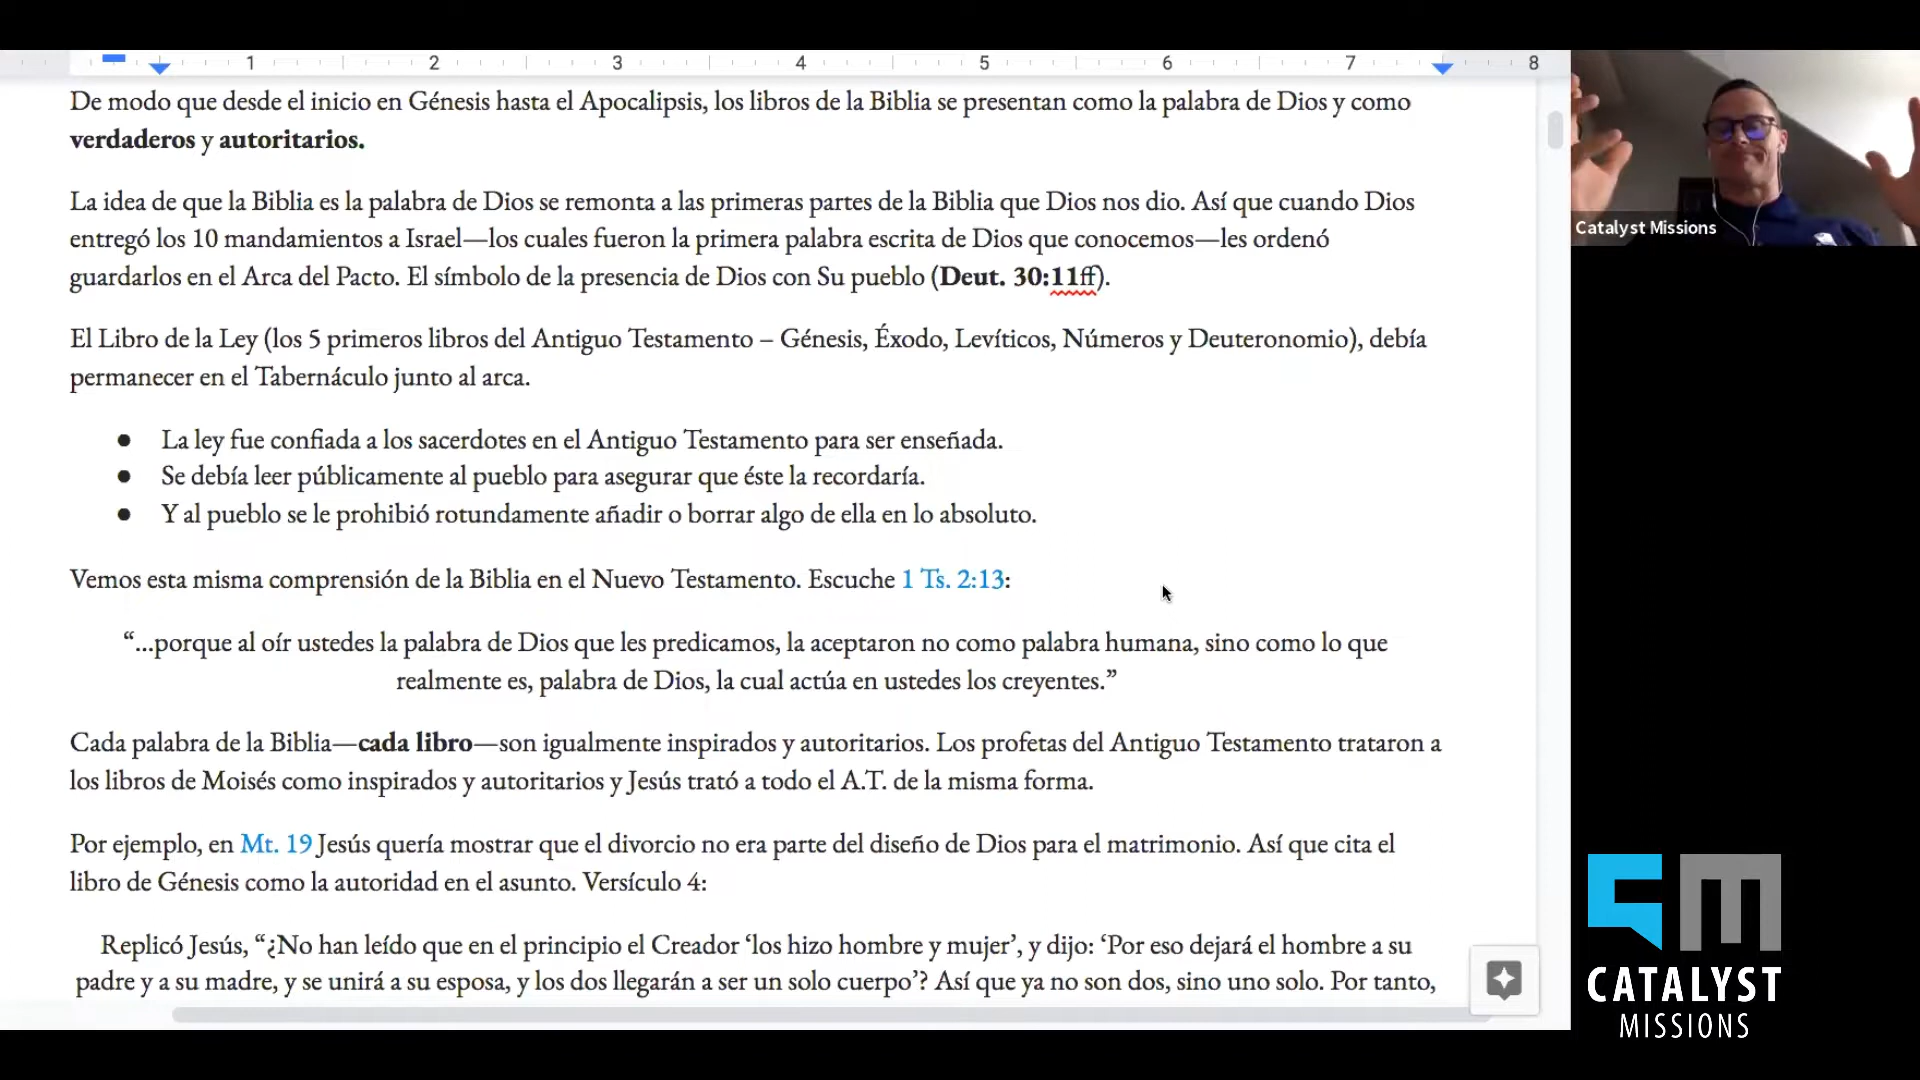 1 2 3 4 5 6 7 8
De modo que desde el inicio en Génesis hasta el Apocalipsis, los libros de la Biblia se presentan como la palabra de Dios y como
verdaderos y autoritarios.
La idea de que la Biblia es la palabra de Dios se remonta a las primeras partes de la Biblia que Dios nos dio. Así que cuando Dios
entregó los 10 mandamientos a Israel—los cuales fueron la primera palabra escrita de Dios que conocemos—les ordenó
guardarlos en el Arca del Pacto. El símbolo de la presencia de Dios con Su pueblo (Deut. 30:11ff).
El Libro de la Ley (los 5 primeros libros del Antiguo Testamento – Génesis, Éxodo, Levíticos, Números y Deuteronomio), debía
permanecer en el Tabernáculo junto al arca.
● La ley fue confiada a los sacerdotes en el Antiguo Testamento para ser enseñada.
● Se debía leer públicamente al pueblo para asegurar que éste la recordaría.
● Y al pueblo se le prohibió rotundamente añadir o borrar algo de ella en lo absoluto.
Vemos esta misma comprensión de la Biblia en el Nuevo Testamento. Escuche 1 Ts. 2:13:
“...porque al oír ustedes la palabra de Dios que les predicamos, la aceptaron no como palabra humana, sino como lo que
realmente es, palabra de Dios, la cual actúa en ustedes los creyentes.”
Cada palabra de la Biblia—cada libro—son igualmente inspirados y autoritarios. Los profetas del Antiguo Testamento trataron a
los libros de Moisés como inspirados y autoritarios y Jesús trató a todo el A.T. de la misma forma.
Por ejemplo, en Mt. 19 Jesús quería mostrar que el divorcio no era parte del diseño de Dios para el matrimonio. Así que cita el
libro de Génesis como la autoridad en el asunto. Versículo 4:
Replicó Jesús, “¿No han leído que en el principio el Creador ‘los hizo hombre y mujer’, y dijo: ‘Por eso dejará el hombre a su
padre y a su madre, y se unirá a su esposa, y los dos llegarán a ser un solo cuerpo’? Así que ya no son dos, sino uno solo. Por tanto,
Catalyst Missions
CM
CATALYST
MISSIONS